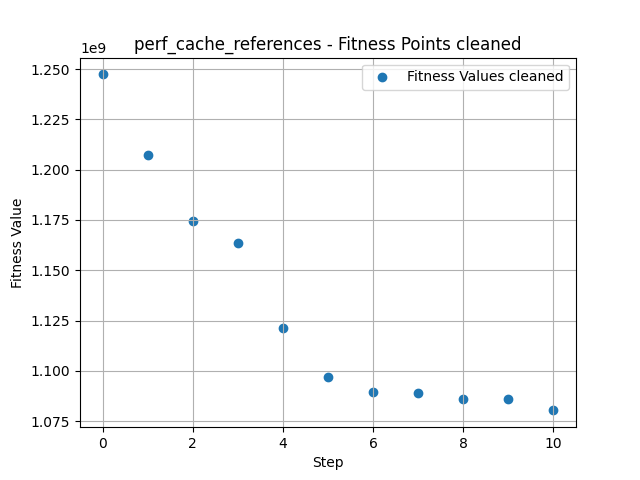 perf_cache_references - Fitness Points cleaned
1e9
Fitness Values cleaned
1.250
1.225
1.200
1.175
1.150
1.125
1.100
1.075
Fitness Value
0 2 4 6 8 10
Step